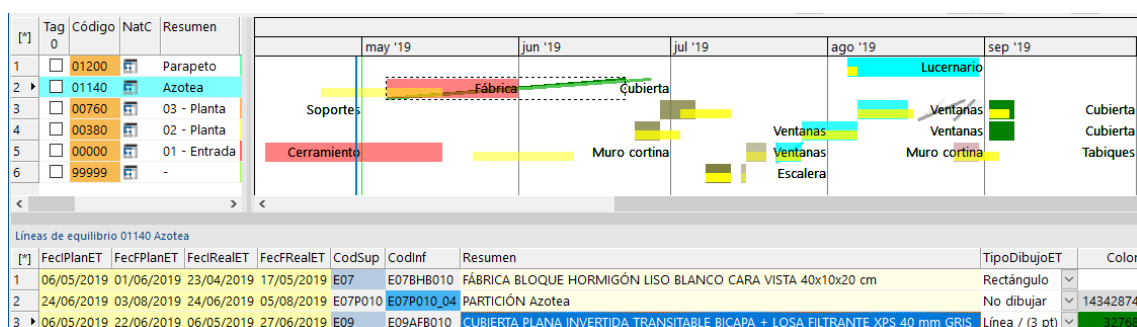 [*] Tag 0 Código NatC Resumen
may '19 jun '19 jul '19 ago '19 sep '19
1 01200 Parapeto Lucernario
2 01140 Azotea Fábrica Cubierta
3 00760 03 - Planta Soportes Ventanas Cubierta
4 00380 02 - Planta Ventanas Ventanas Cubierta
5 00000 01 - Entrada Cerramiento Muro cortina Ventanas Muro cortina Tabiques
6 99999 - Escalera
Líneas de equilibrio 01140 Azotea
[*] FecIPlanET FecFPlanET FecIRealET FecFRealET CodSup CodInf Resumen TipoDibujoET Color
1 06/05/2019 01/06/2019 23/04/2019 17/05/2019 E07 E07BHB010 FÁBRICA BLOQUE HORMIGÓN LISO BLANCO CARA VISTA 40x10x20 cm Rectángulo
2 24/06/2019 03/08/2019 24/06/2019 05/08/2019 E07P010 E07P010_04 PARTICIÓN Azotea No dibujar 14342874
3 06/05/2019 22/06/2019 06/05/2019 27/06/2019 E09 E09AFB010 CUBIERTA PLANA INVERTIDA TRANSITABLE BICAPA + LOSA FILTRANTE XPS 40 mm GRIS Línea / (3 pt) 32768